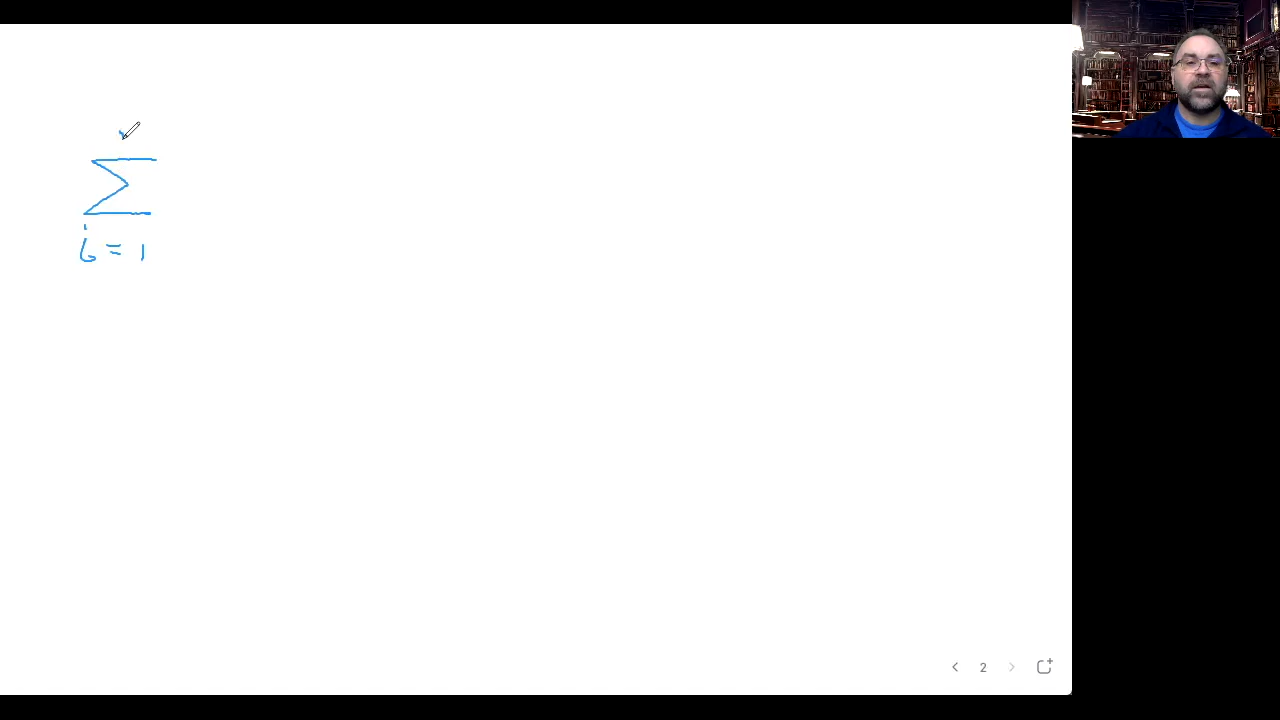 ∑
i = 1
2